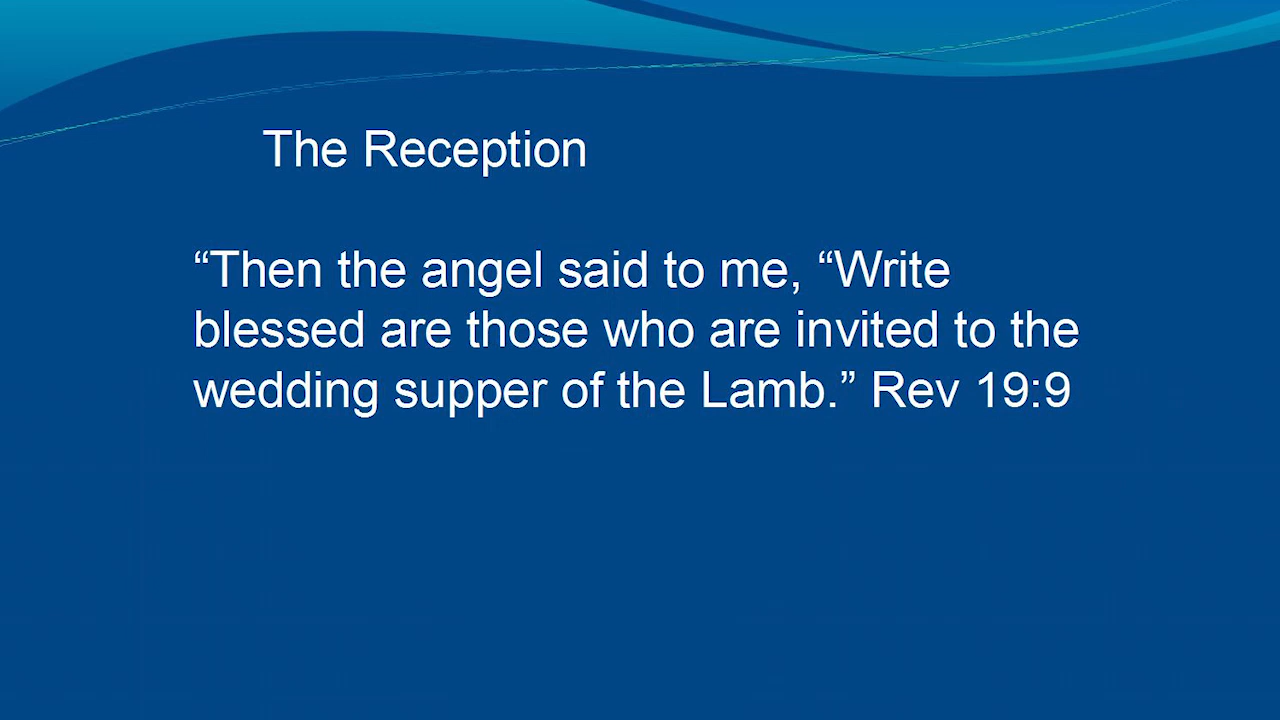 The Reception
“Then the angel said to me, “Write
blessed are those who are invited to the
wedding supper of the Lamb.” Rev 19:9